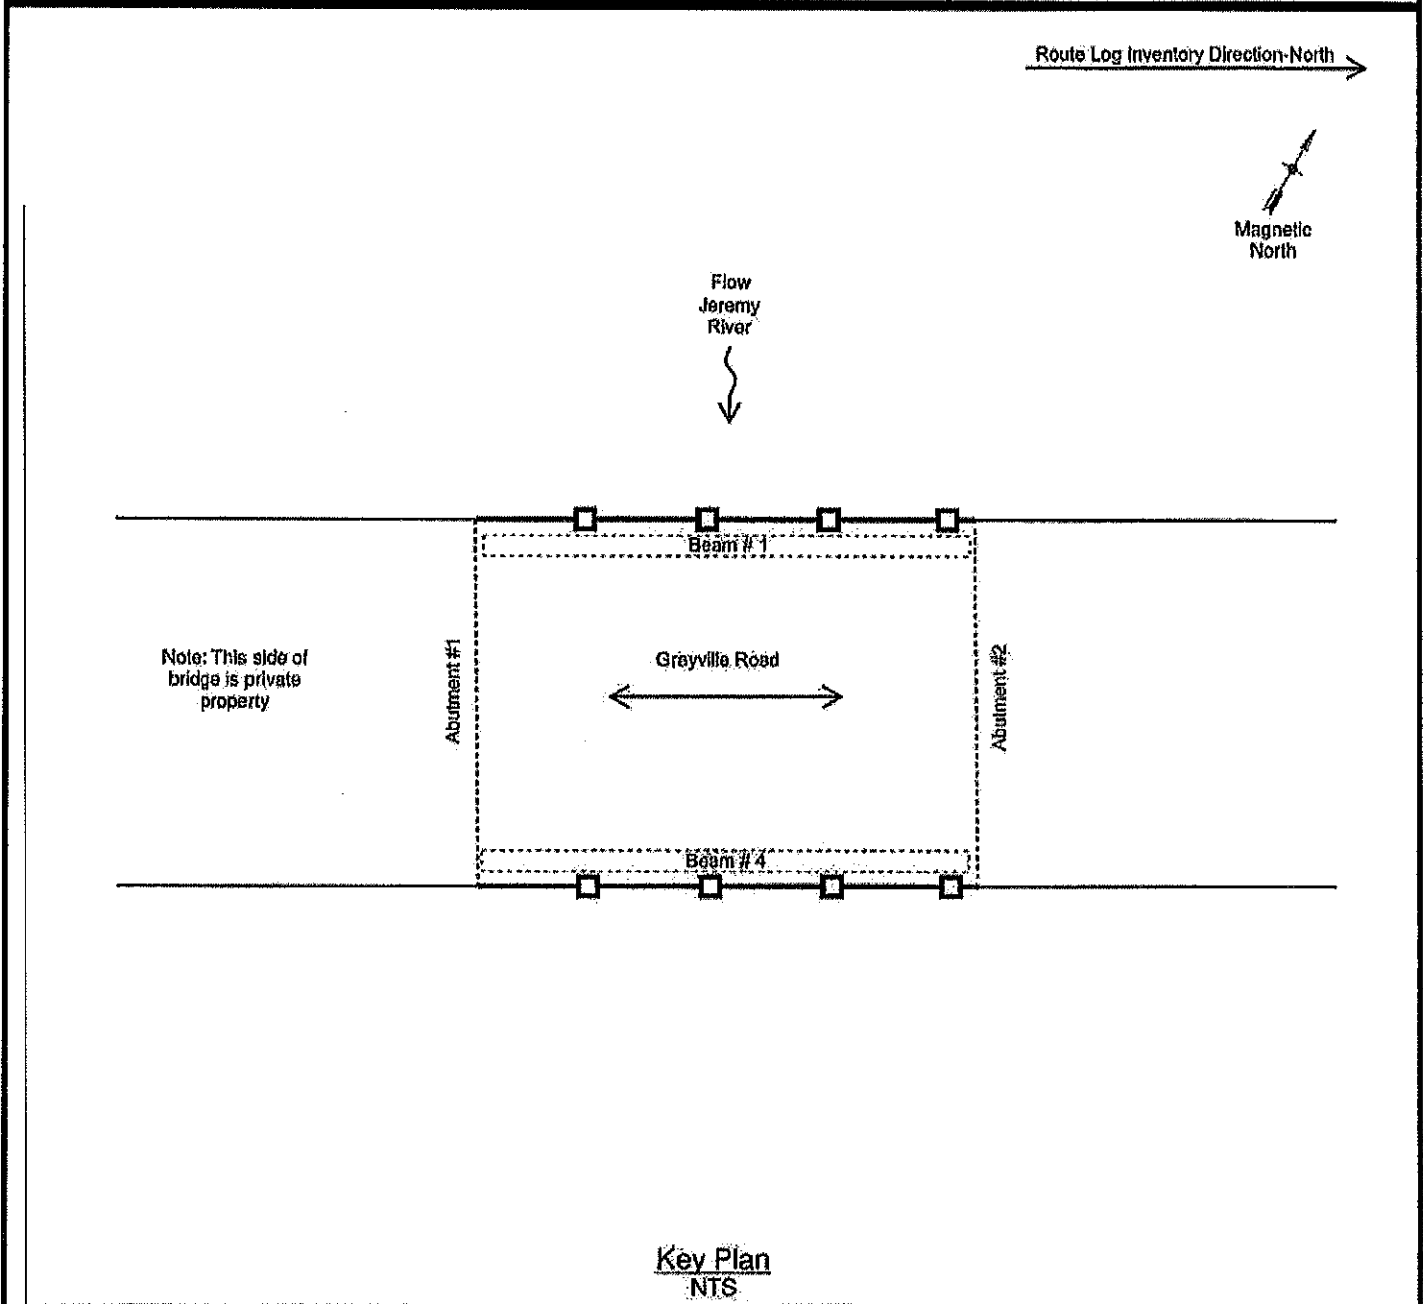 Route Log Inventory Direction-North
Magnetic
North
Flow
Jeremy
River
Beam # 1
Note: This side of
bridge is private
property
Abutment #1
Grayville Road
Abutment #2
Beam # 4
Key Plan
NTS